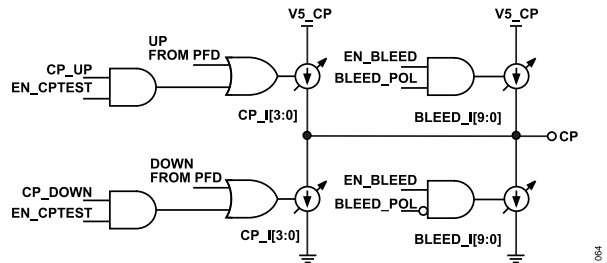 V5_CP
V5_CP
UP
FROM PFD
CP_UP
EN_CPTEST
EN_BLEED
BLEED_POL
CP_I[3:0]
BLEED_I[9:0]
CP
DOWN
FROM PFD
CP_DOWN
EN_CPTEST
EN_BLEED
BLEED_POL
CP_I[3:0]
BLEED_I[9:0]
064